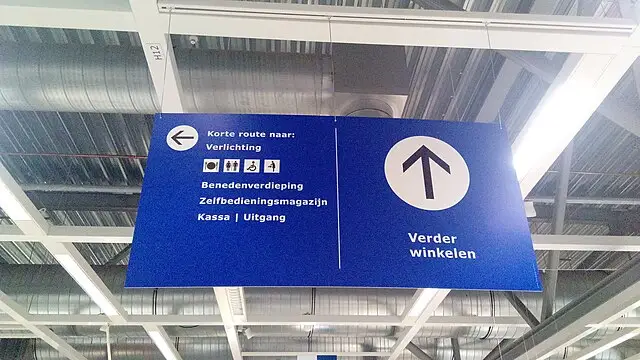 H12
Korte route naar:
Verlichting
Benedenverdieping
Zelfbedieningsmagazijn
Kassa | Uitgang
Verder
winkelen